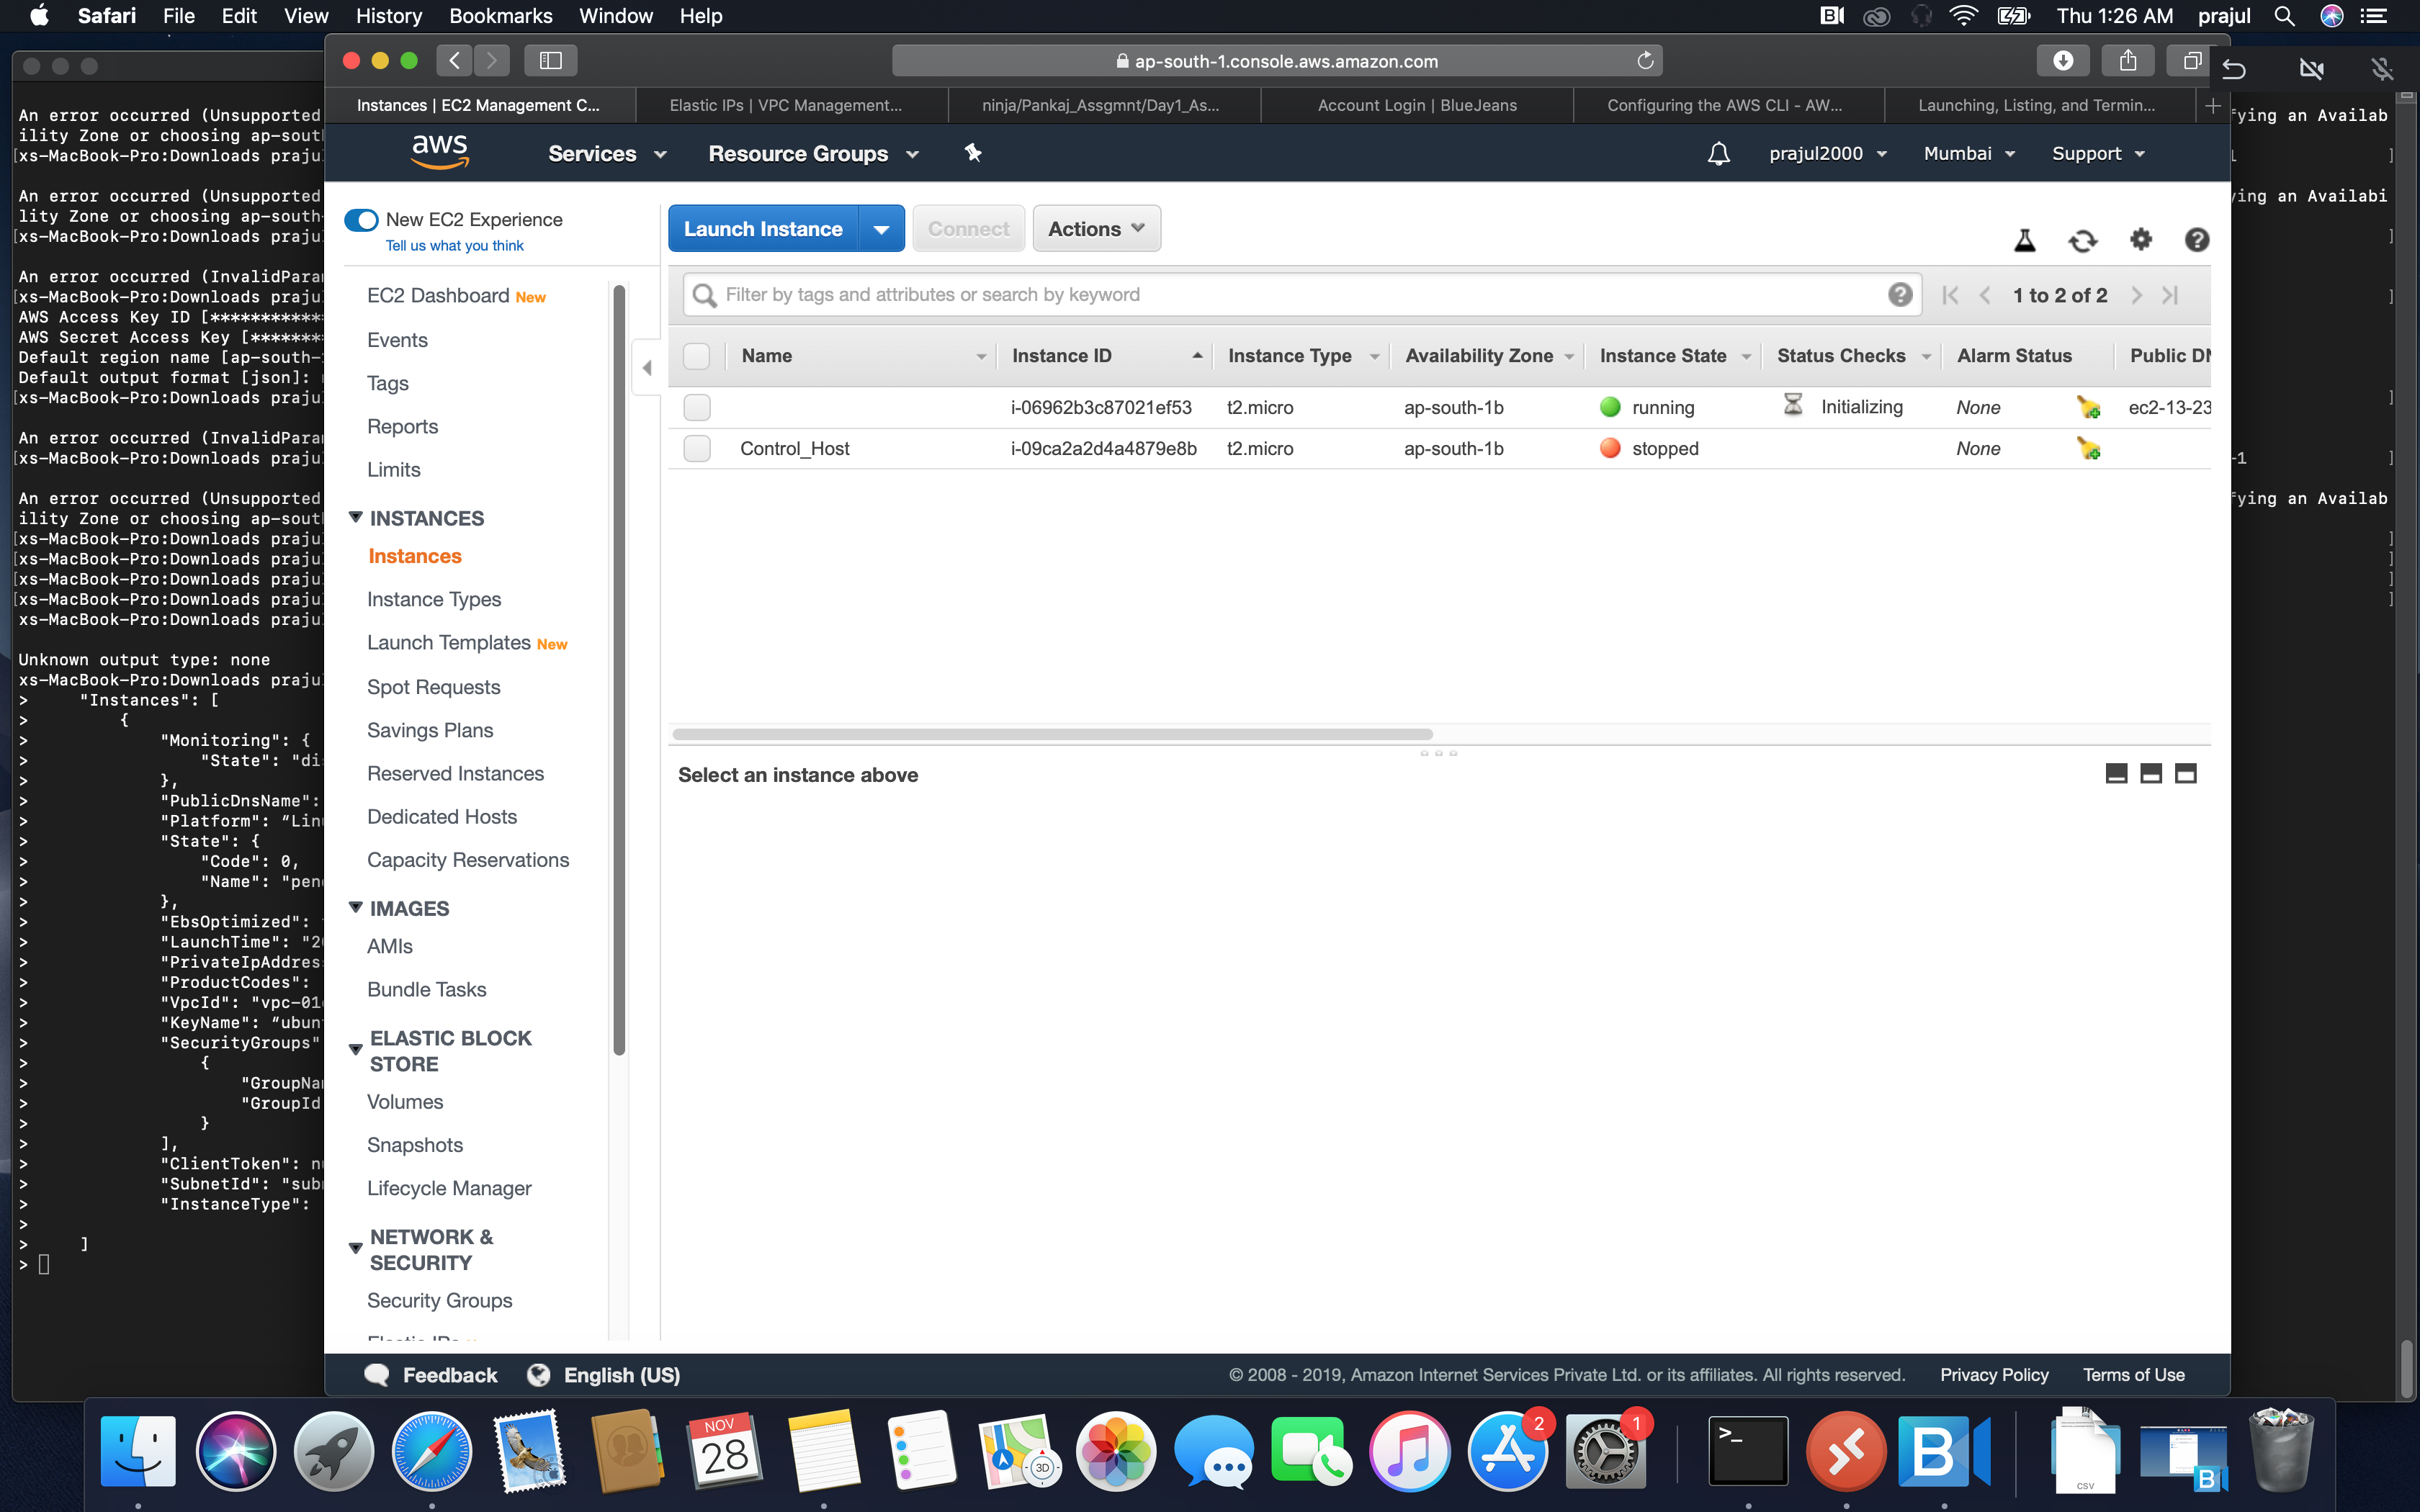 Safari File Edit View History Bookmarks Window Help
Thu 1:26 AM prajul
ap-south-1.console.aws.amazon.com
Instances | EC2 Management C...
Elastic IPs | VPC Management...
ninja/Pankaj_Assgmnt/Day1_As...
Account Login | BlueJeans
Configuring the AWS CLI - AW...
Launching, Listing, and Termin...
aws Services Resource Groups prajul2000 Mumbai Support
New EC2 Experience
Tell us what you think
EC2 Dashboard New
Events
Tags
Reports
Limits
INSTANCES
Instances
Instance Types
Launch Templates New
Spot Requests
Savings Plans
Reserved Instances
Dedicated Hosts
Capacity Reservations
IMAGES
AMIs
Bundle Tasks
ELASTIC BLOCK
STORE
Volumes
Snapshots
Lifecycle Manager
NETWORK &
SECURITY
Security Groups
Launch Instance Connect Actions
Filter by tags and attributes or search by keyword
1 to 2 of 2
Name Instance ID Instance Type Availability Zone Instance State Status Checks Alarm Status Public DN
i-06962b3c87021ef53 t2.micro ap-south-1b running Initializing None ec2-13-23
Control_Host i-09ca2a2d4a4879e8b t2.micro ap-south-1b stopped None
Select an instance above
Feedback English (US)
© 2008 - 2019, Amazon Internet Services Private Ltd. or its affiliates. All rights reserved. Privacy Policy Terms of Use
An error occurred (Unsupported
ility Zone or choosing ap-sout
[xs-MacBook-Pro:Downloads praju
An error occurred (Unsupported
lity Zone or choosing ap-south-
[xs-MacBook-Pro:Downloads praju
An error occurred (InvalidPara
[xs-MacBook-Pro:Downloads praju
AWS Access Key ID [***********
AWS Secret Access Key [*******
Default region name [ap-south-
Default output format [json]:
[xs-MacBook-Pro:Downloads praju
An error occurred (InvalidPara
[xs-MacBook-Pro:Downloads praju
An error occurred (Unsupported
ility Zone or choosing ap-sout
[xs-MacBook-Pro:Downloads praju
[xs-MacBook-Pro:Downloads praju
[xs-MacBook-Pro:Downloads praju
[xs-MacBook-Pro:Downloads praju
xs-MacBook-Pro:Downloads praju
Unknown output type: none
xs-MacBook-Pro:Downloads praju
> "Instances": [
> {
> "Monitoring": {
> "State": "di
> },
> "PublicDnsName":
> "Platform": “Lin
> "State": {
> "Code": 0,
> "Name": "pen
> },
> "EbsOptimized":
> "LaunchTime": "2
> "PrivateIpAddres
> "ProductCodes":
> "VpcId": "vpc-01
> "KeyName": “ubun
> "SecurityGroups"
> {
> "GroupNa
> "GroupId
> }
> ],
> "ClientToken": n
> "SubnetId": "sub
> "InstanceType":
>
> ]
>
fying an Availab
ying an Availabi
-1
fying an Availab
NOV
28
3D
2
1
>_
B
CSV
B